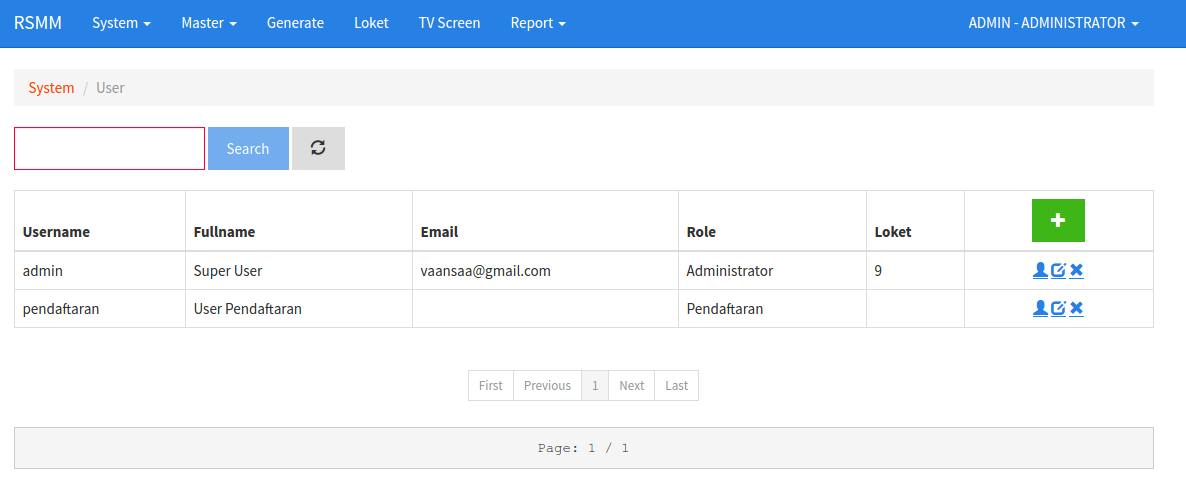 RSMM System Master Generate Loket TV Screen Report ADMIN - ADMINISTRATOR
System / User
Search
Username Fullname Email Role Loket
admin Super User vaansaa@gmail.com Administrator 9
pendaftaran User Pendaftaran Pendaftaran
First Previous 1 Next Last
Page: 1 / 1